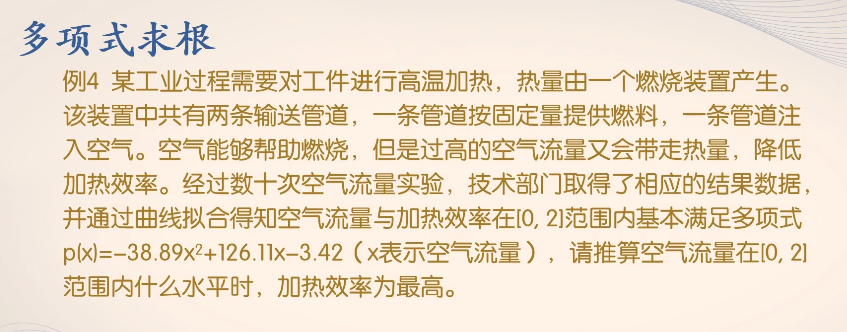 多项式求根
例4 某工业过程需要对工件进行高温加热，热量由一个燃烧装置产生。
该装置中共有两条输送管道，一条管道按固定量提供燃料，一条管道注
入空气。空气能够帮助燃烧，但是过高的空气流量又会带走热量，降低
加热效率。经过数十次空气流量实验，技术部门取得了相应的结果数据，
并通过曲线拟合得知空气流量与加热效率在[0, 2]范围内基本满足多项式
p(x)=-38.89x²+126.11x-3.42（x表示空气流量），请推算空气流量在[0, 2]
范围内什么水平时，加热效率为最高。